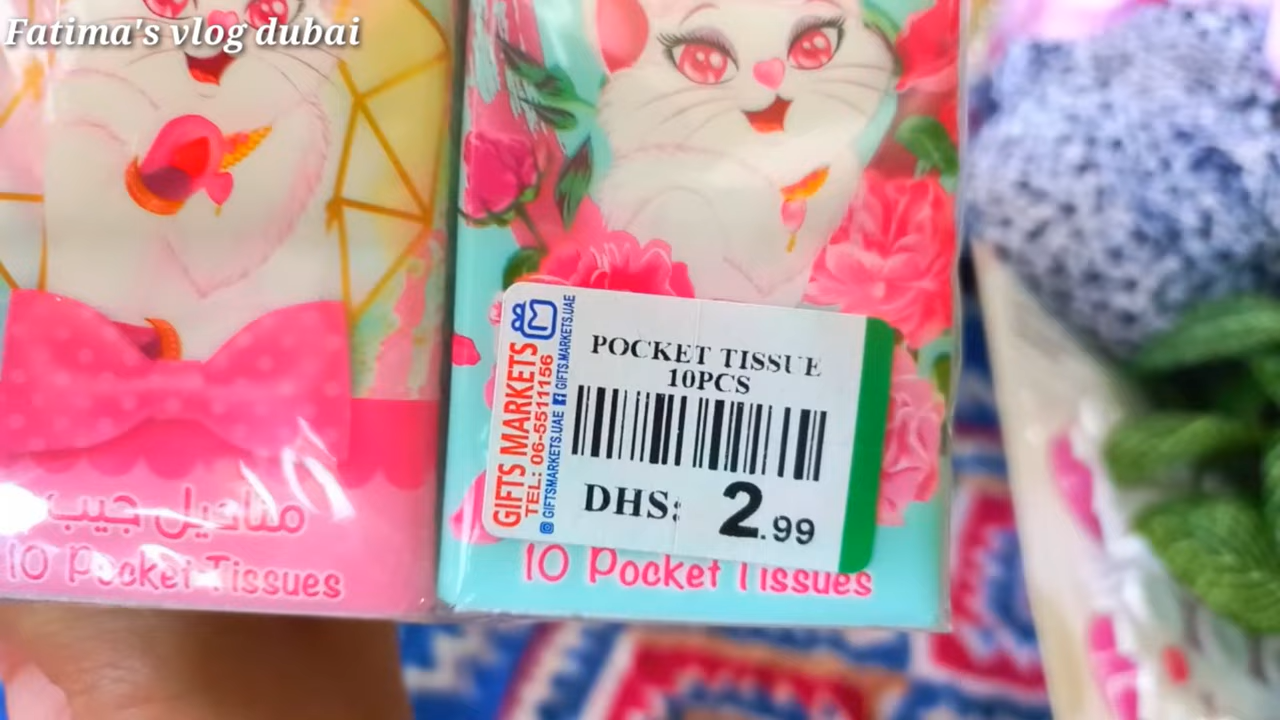 Fatima's vlog dubai
GIFTS MARKETS
TEL: 06-5511156
GIFTSMARKETS.UAE GIFTS.MARKETS.UAE
POCKET TISSUE
10PCS
DHS: 2.99
مناديل جيب
10 Pocket Tissues
10 Pocket Tissues